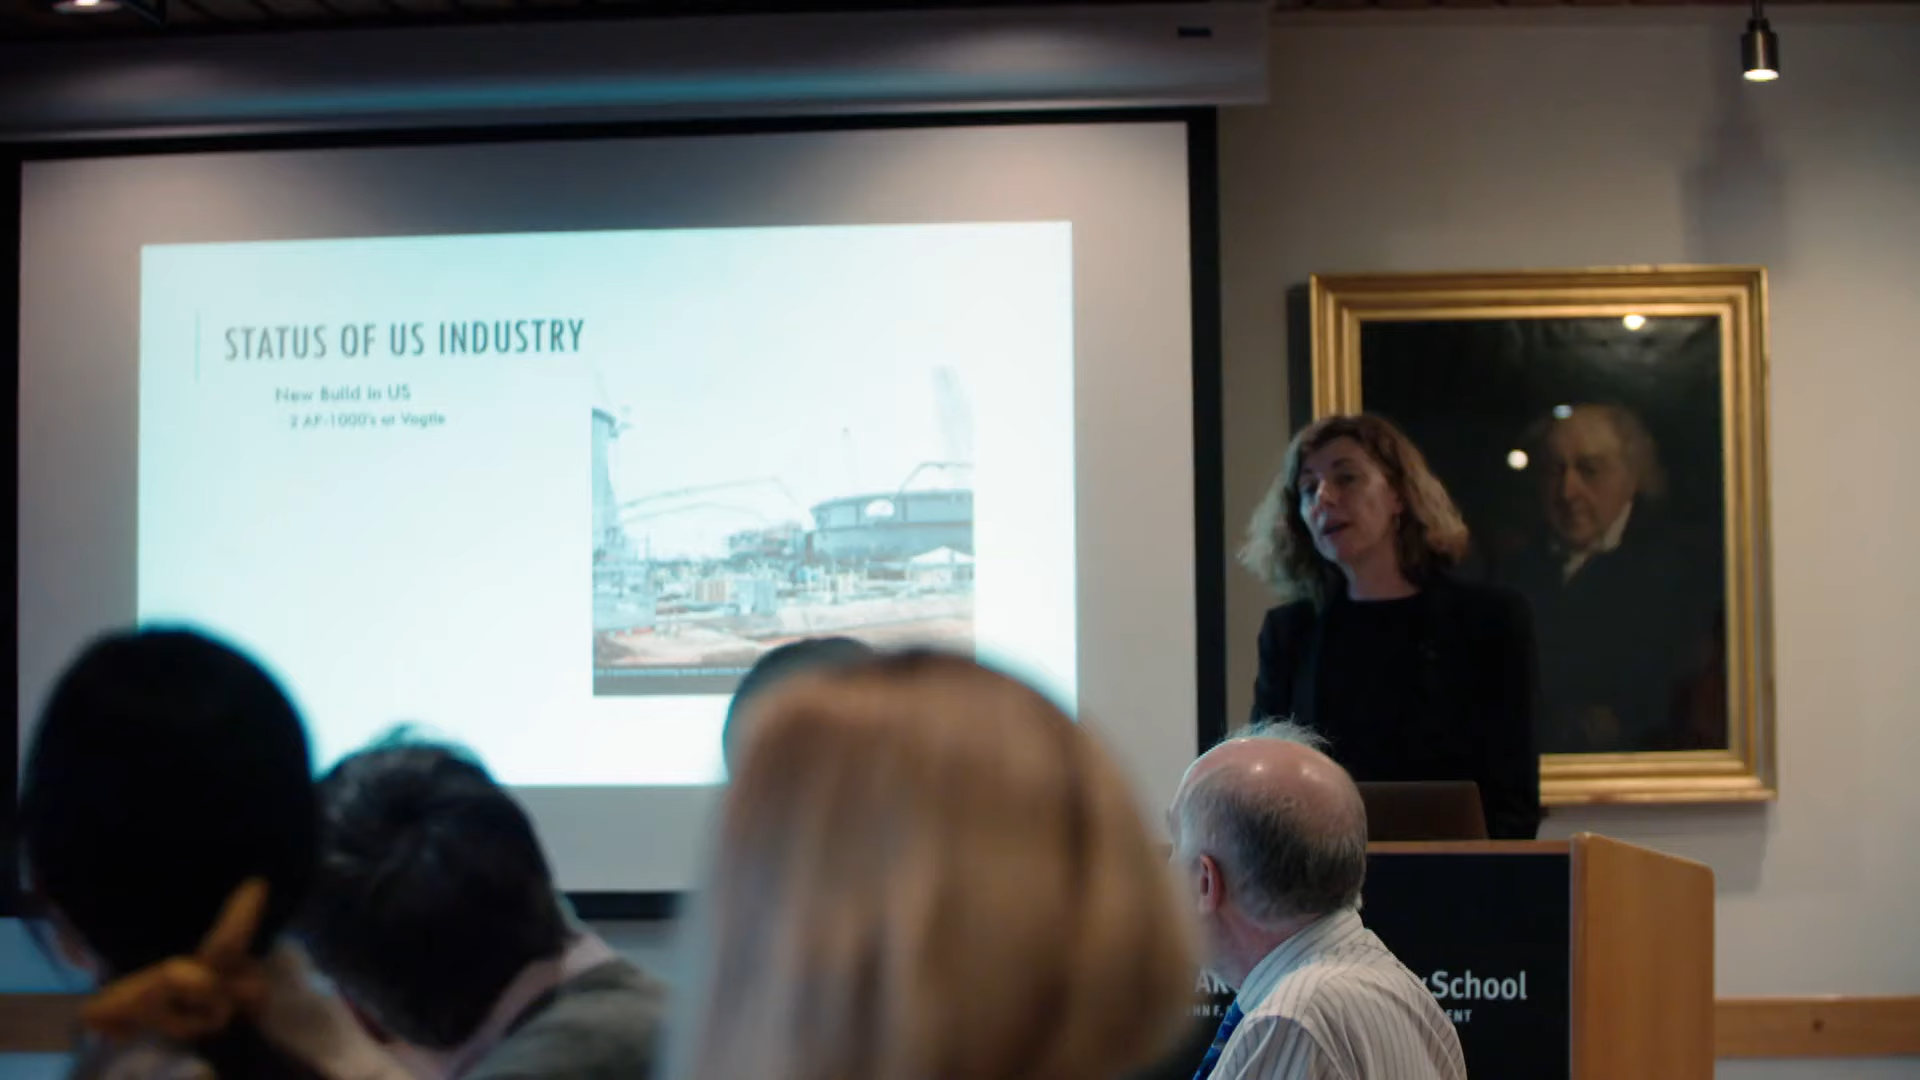 STATUS OF US INDUSTRY
New Build in US
2 AP-1000's at Vogtle
School